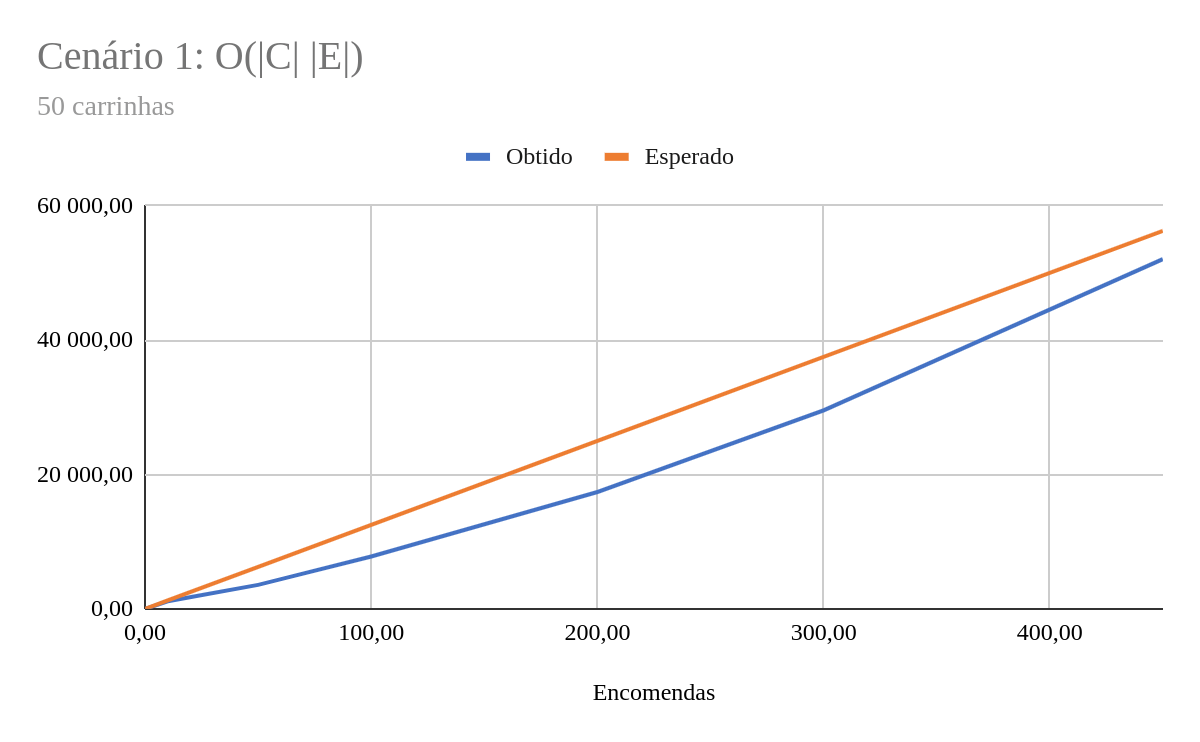 Cenário 1: O(|C| |E|)
50 carrinhas
Obtido Esperado
60 000,00
40 000,00
20 000,00
0,00
0,00 100,00 200,00 300,00 400,00
Encomendas